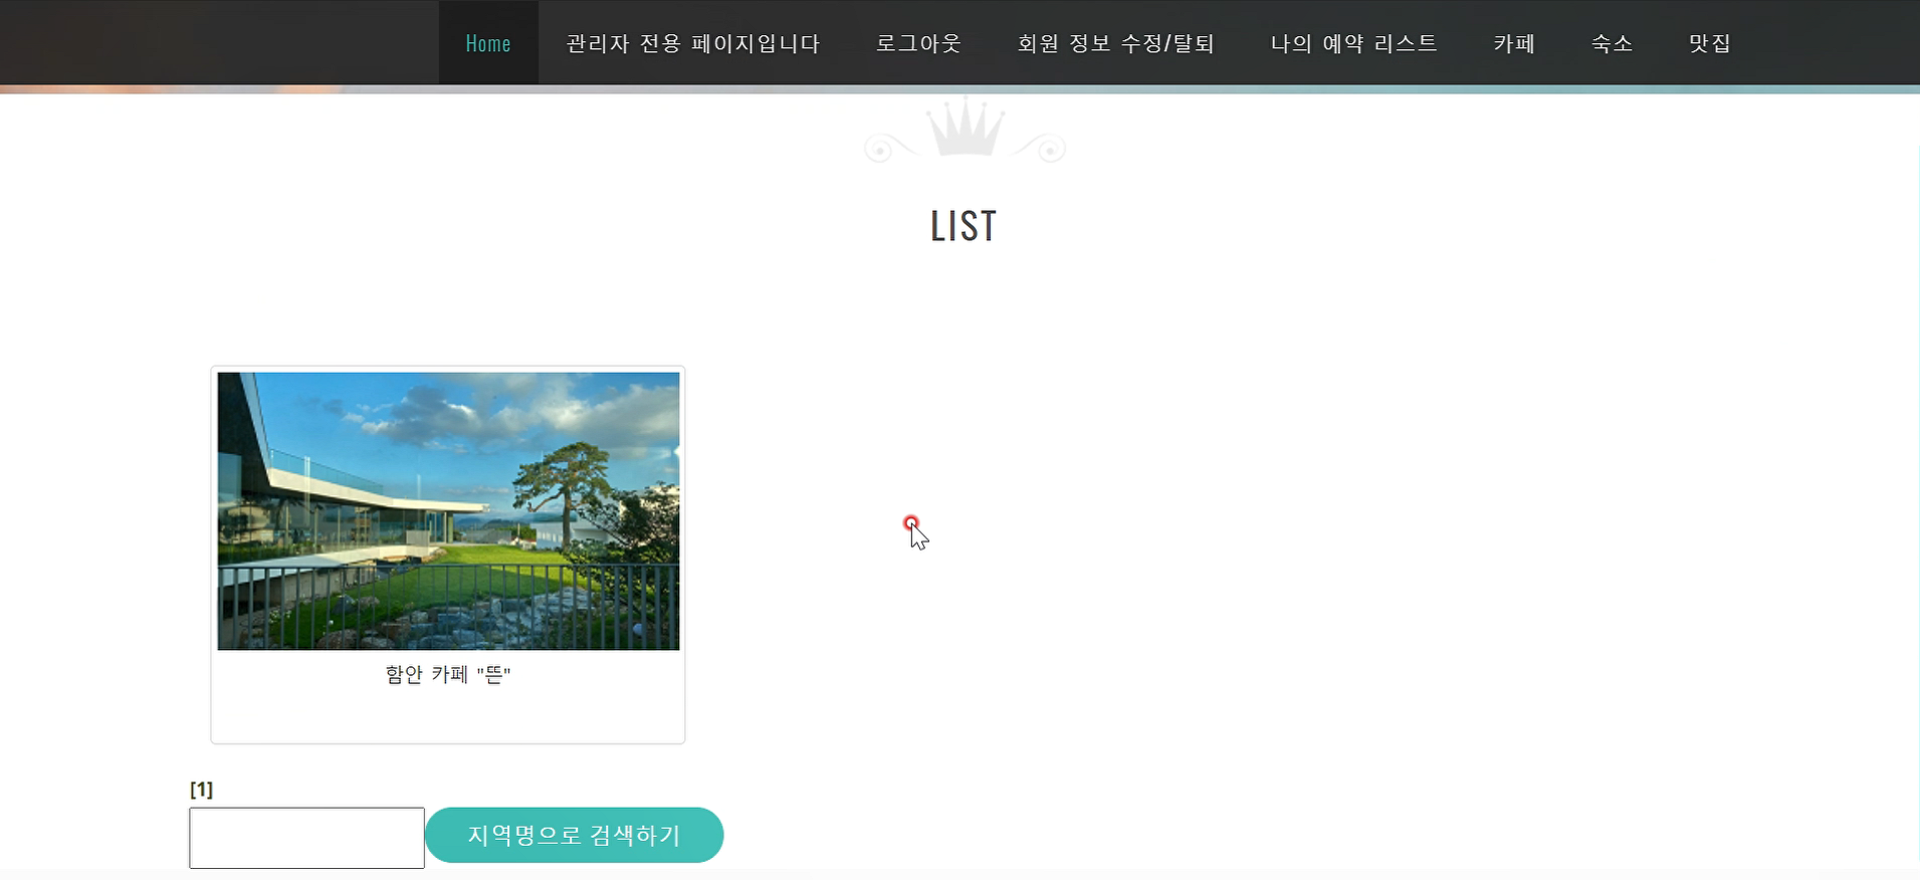 Home 관리자 전용 페이지입니다 로그아웃 회원 정보 수정/탈퇴 나의 예약 리스트 카페 숙소 맛집
LIST
함안 카페 "뜬"
[1]
지역명으로 검색하기